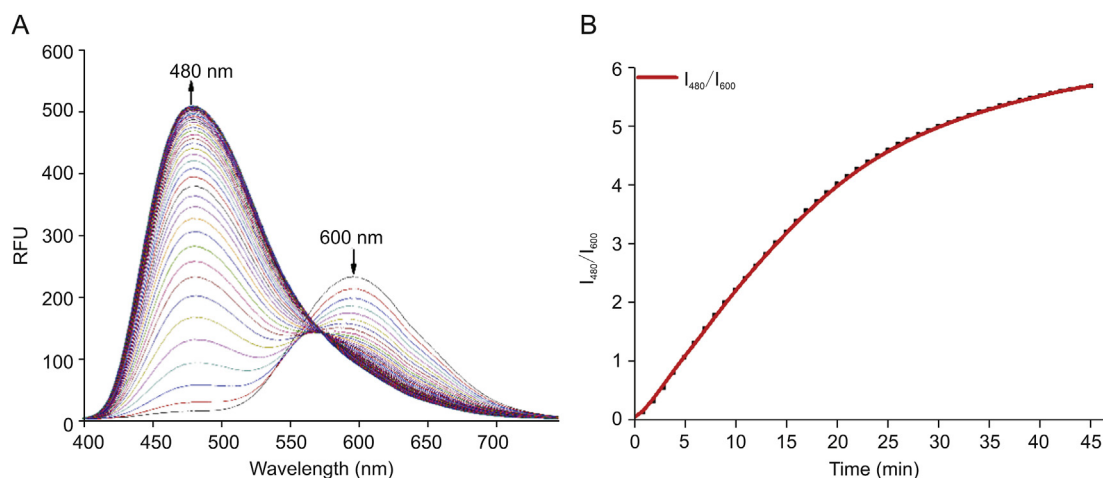 A
600
500
400
300
200
100
0
RFU
480 nm
600 nm
400 450 500 550 600 650 700
Wavelength (nm)
B
6
5
4
3
2
1
0
I480/I600
I480/I600
0 5 10 15 20 25 30 35 40 45
Time (min)